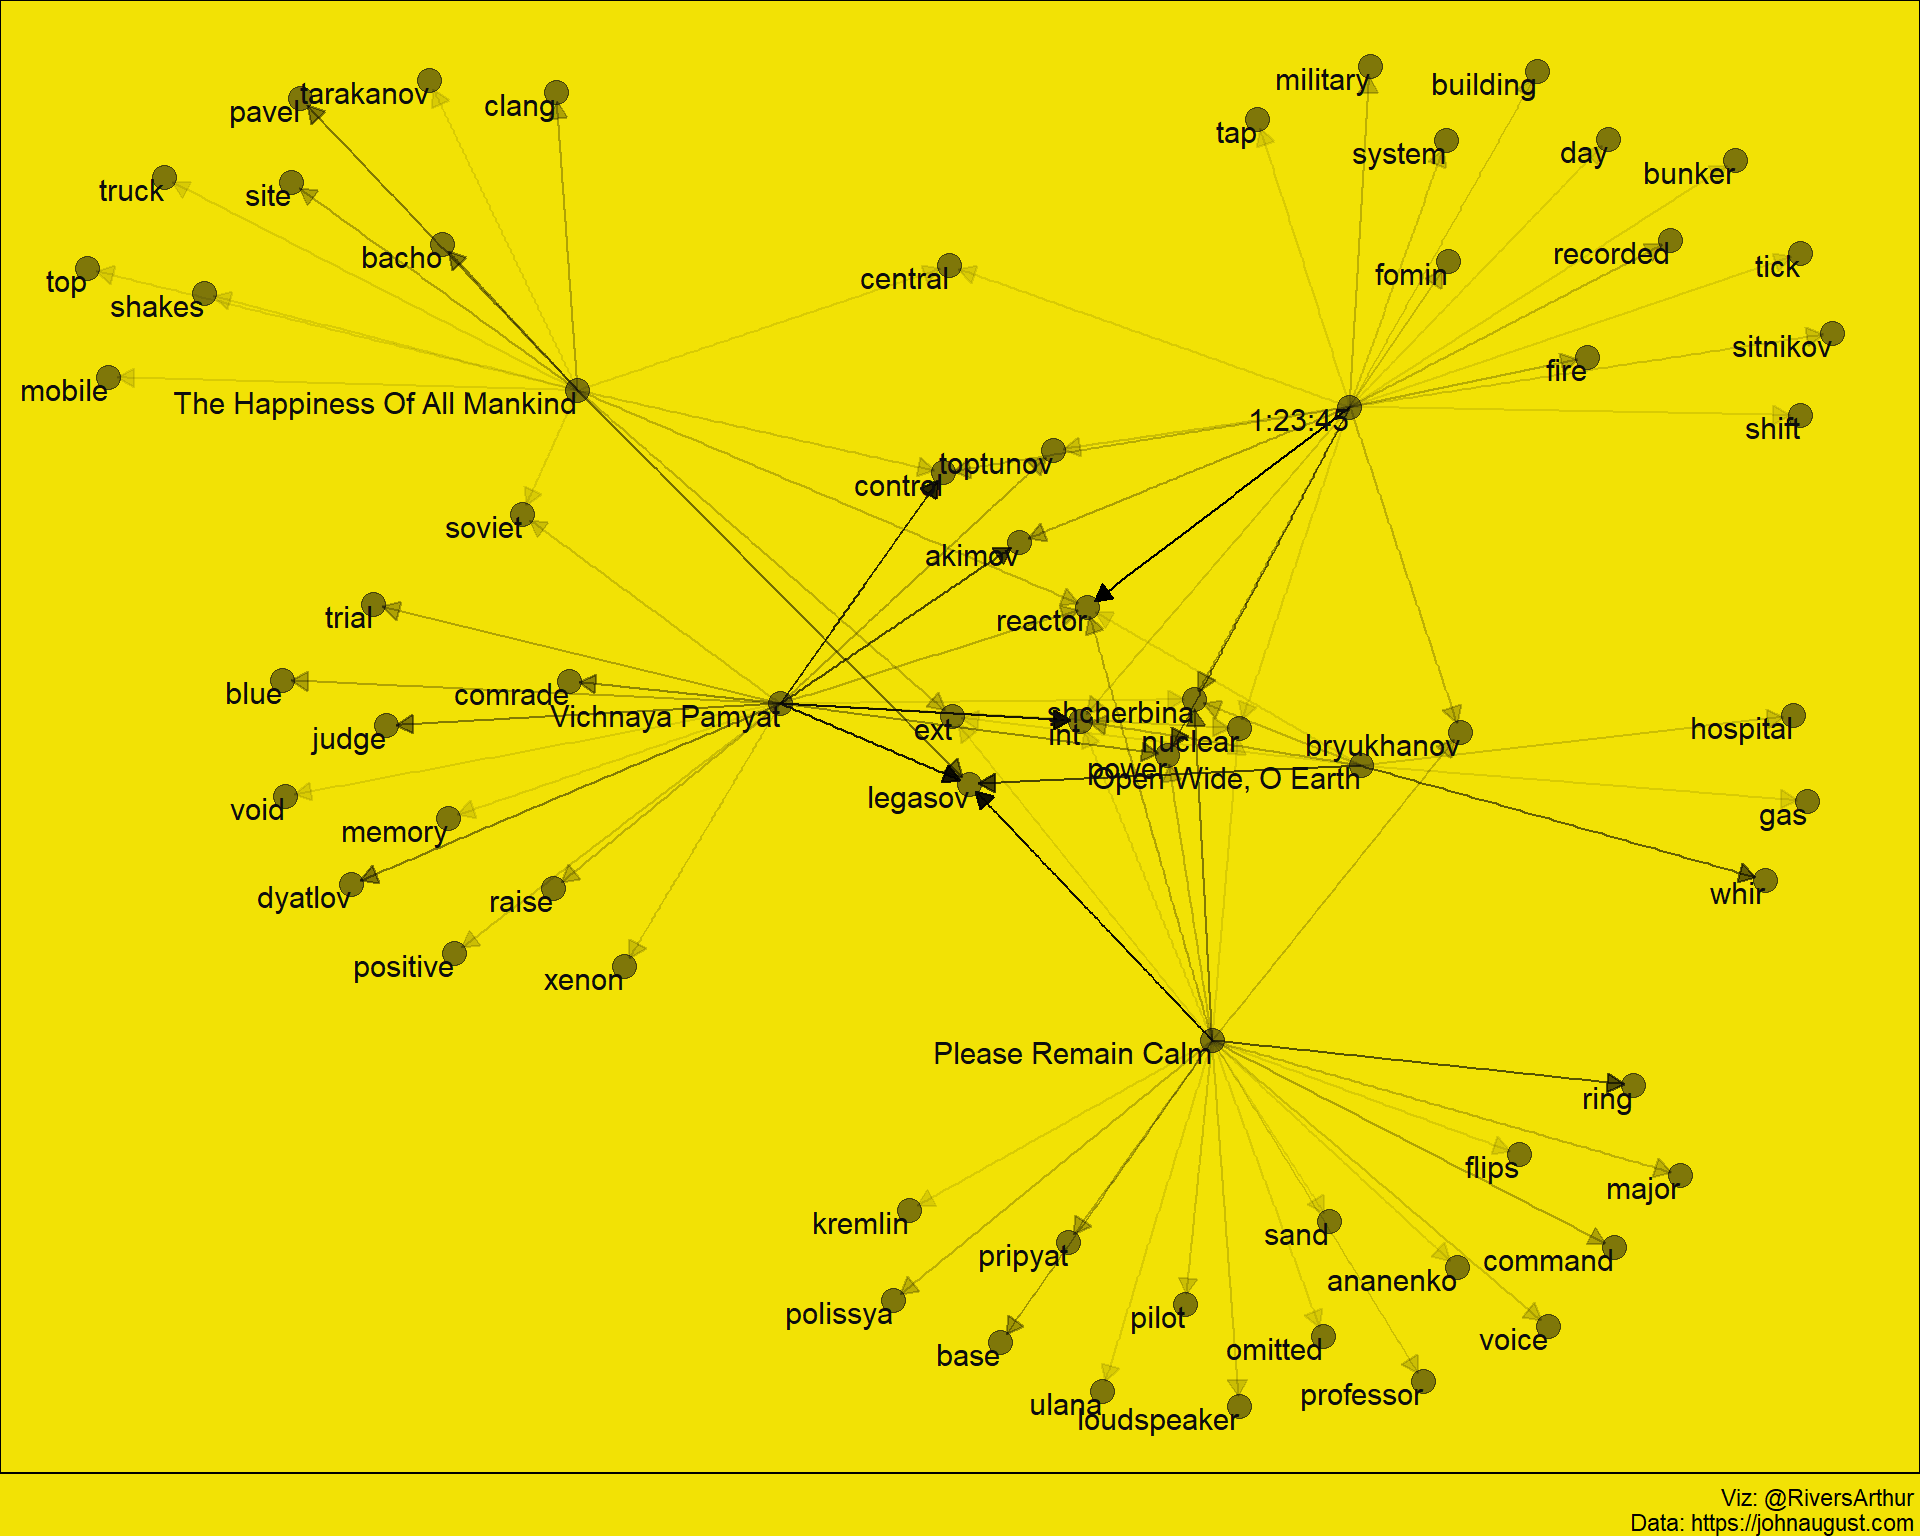 military
building
tarakanov
pavel
clang
tap
system
day
bunker
truck
site
bacho
central
fomin
recorded
tick
top
shakes
sitnikov
fire
mobile
The Happiness Of All Mankind
1:23:45
shift
toptunov
control
soviet
akimov
trial
reactor
blue
comrade
Vichnaya Pamyat
shcherbina
ext
int
nuclear
bryukhanov
hospital
judge
power
Open Wide, O Earth
legasov
void
gas
memory
dyatlov
raise
whir
positive
xenon
Please Remain Calm
ring
flips
major
kremlin
pripyat
sand
command
ananenko
polissya
pilot
omitted
voice
base
professor
ulana
loudspeaker
Viz: @RiversArthur
Data: https://johnaugust.com